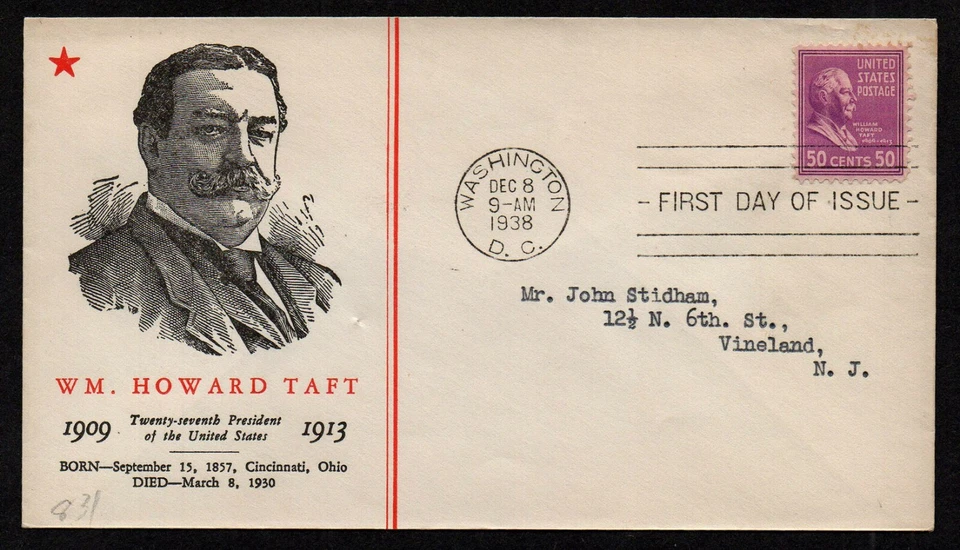 WM. HOWARD TAFT
1909 Twenty-seventh President of the United States 1913
BORN—September 15, 1857, Cincinnati, Ohio
DIED—March 8, 1930
831
WASHINGTON
DEC 8
9-AM
1938
D. C.
UNITED
STATES
POSTAGE
WILLIAM
HOWARD
TAFT
1909-1913
50 CENTS 50
FIRST DAY OF ISSUE
Mr. John Stidham,
12½ N. 6th. St.,
Vineland,
N. J.